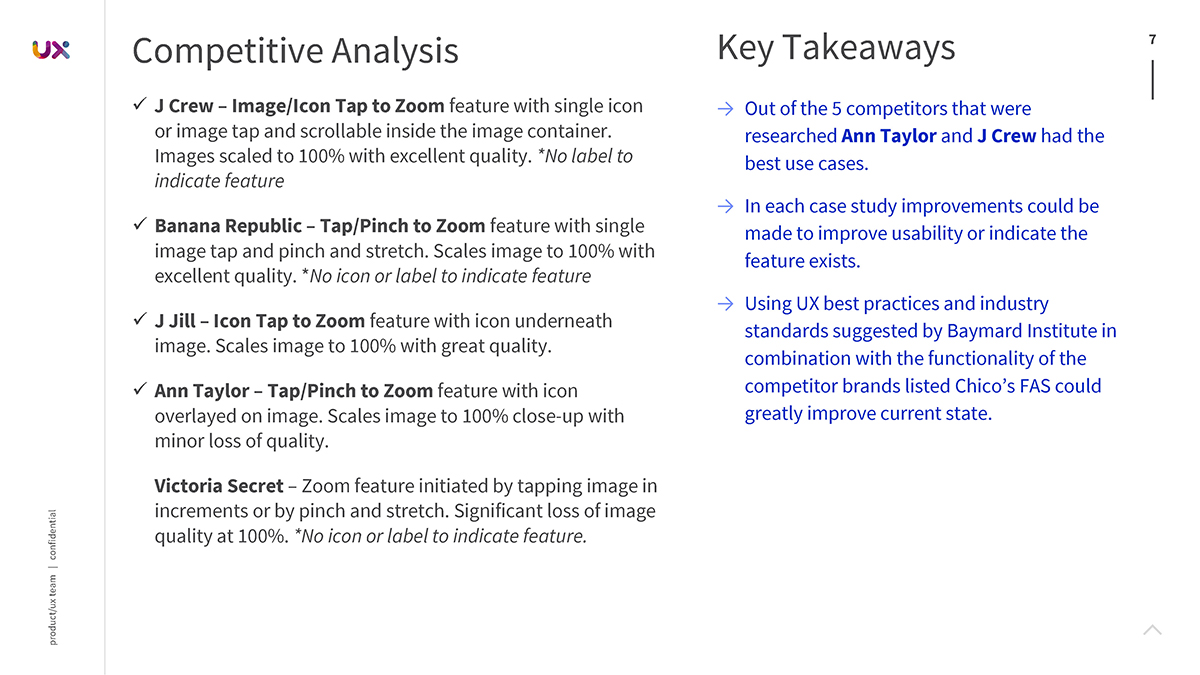 UX
Competitive Analysis
✓ J Crew – Image/Icon Tap to Zoom feature with single icon
or image tap and scrollable inside the image container.
Images scaled to 100% with excellent quality. *No label to
indicate feature
✓ Banana Republic – Tap/Pinch to Zoom feature with single
image tap and pinch and stretch. Scales image to 100% with
excellent quality. *No icon or label to indicate feature
✓ J Jill – Icon Tap to Zoom feature with icon underneath
image. Scales image to 100% with great quality.
✓ Ann Taylor – Tap/Pinch to Zoom feature with icon
overlayed on image. Scales image to 100% close-up with
minor loss of quality.
Victoria Secret – Zoom feature initiated by tapping image in
increments or by pinch and stretch. Significant loss of image
quality at 100%. *No icon or label to indicate feature.
Key Takeaways
→ Out of the 5 competitors that were
researched Ann Taylor and J Crew had the
best use cases.
→ In each case study improvements could be
made to improve usability or indicate the
feature exists.
→ Using UX best practices and industry
standards suggested by Baymard Institute in
combination with the functionality of the
competitor brands listed Chico’s FAS could
greatly improve current state.
7
product/ux team | confidential